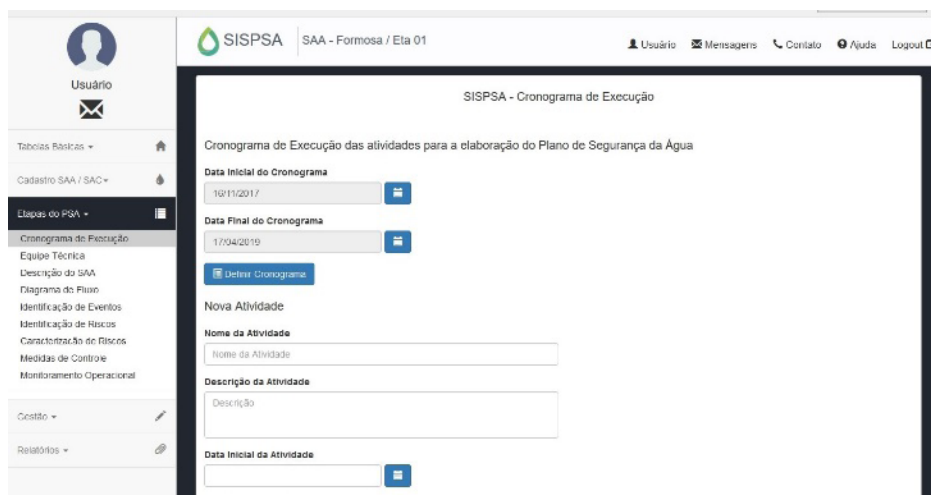 SISPSA
SAA - Formosa / Eta 01
Usuário
Mensagens
Contato
Ajuda
Logout
Usuário
Tabelas Básicas
Cadastro SAA / SAC
Etapas do PSA
Cronograma de Execução
Equipe Técnica
Descrição do SAA
Diagrama de Fluxo
Identificação de Eventos
Identificação de Riscos
Caracterização de Riscos
Medidas de Controle
Monitoramento Operacional
Gestão
Relatórios
SISPSA - Cronograma de Execução
Cronograma de Execução das atividades para a elaboração do Plano de Segurança da Água
Data Inicial do Cronograma
16/11/2017
Data Final do Cronograma
17/04/2019
Definir Cronograma
Nova Atividade
Nome da Atividade
Nome da Atividade
Descrição da Atividade
Descrição
Data Inicial da Atividade